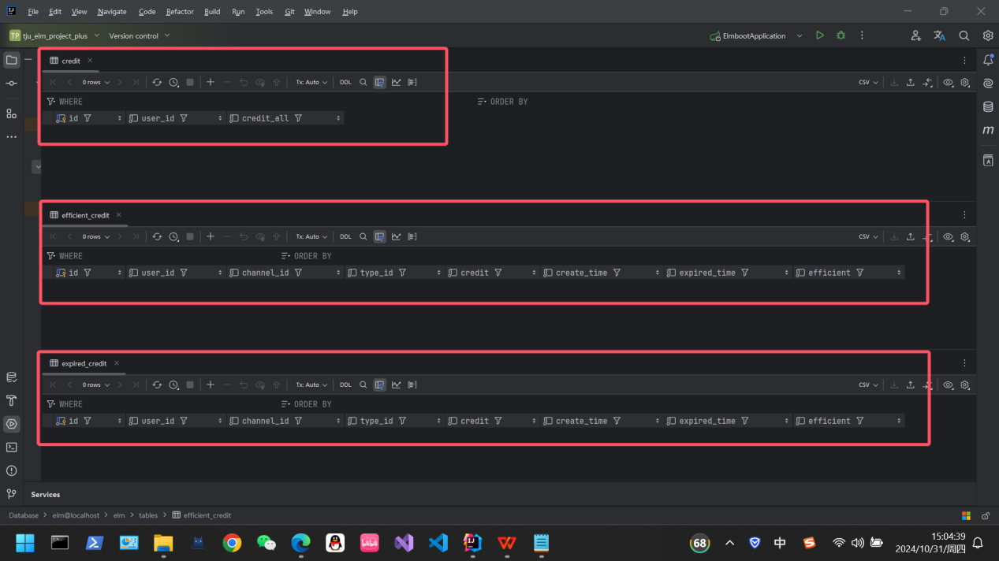 File Edit View Navigate Code Refactor Build Run Tools Git Window Help
TP tju_elm_project_plus Version control ElmbootApplication
credit
0 rows Tx: Auto DDL CSV
WHERE ORDER BY
id user_id credit_all
efficient_credit
0 rows Tx: Auto DDL CSV
WHERE ORDER BY
id user_id channel_id type_id credit create_time expired_time efficient
expired_credit
0 rows Tx: Auto DDL CSV
WHERE ORDER BY
id user_id channel_id type_id credit create_time expired_time efficient
Services
Database > elm@localhost > elm > tables > efficient_credit
68 中 15:04:39
2024/10/31/周四